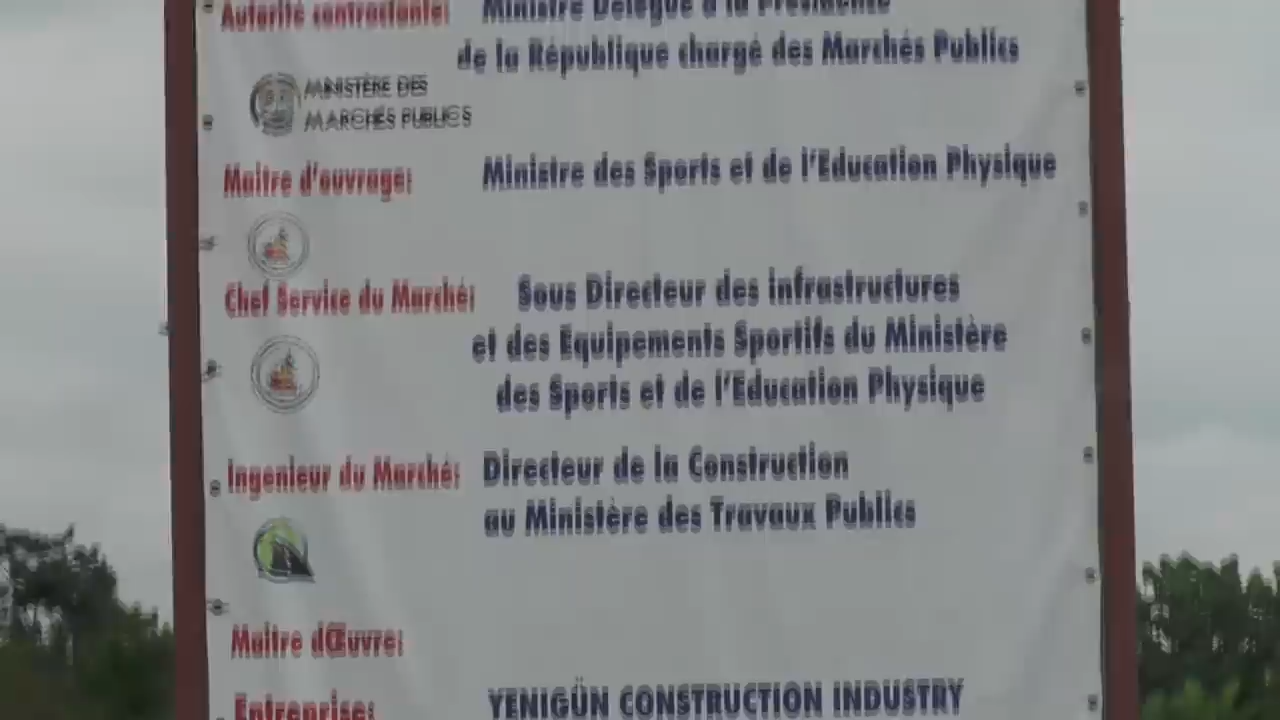 Autorité contractante: Ministre Délégué à la Présidente
de la République chargé des Marchés Publics
MINISTÈRE DES
MARCHÉS PUBLICS
Maitre d'ouvrage: Ministre des Sports et de l'Education Physique
Chef Service du Marché: Sous Directeur des infrastructures
et des Equipements Sportifs du Ministère
des Sports et de l'Education Physique
Ingenieur du Marché: Directeur de la Construction
au Ministère des Travaux Publics
Maitre dŒuvre:
Entreprise: YENIGÜN CONSTRUCTION INDUSTRY